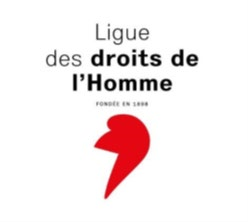 Ligue
des droits de
l'Homme
FONDÉE EN 1898